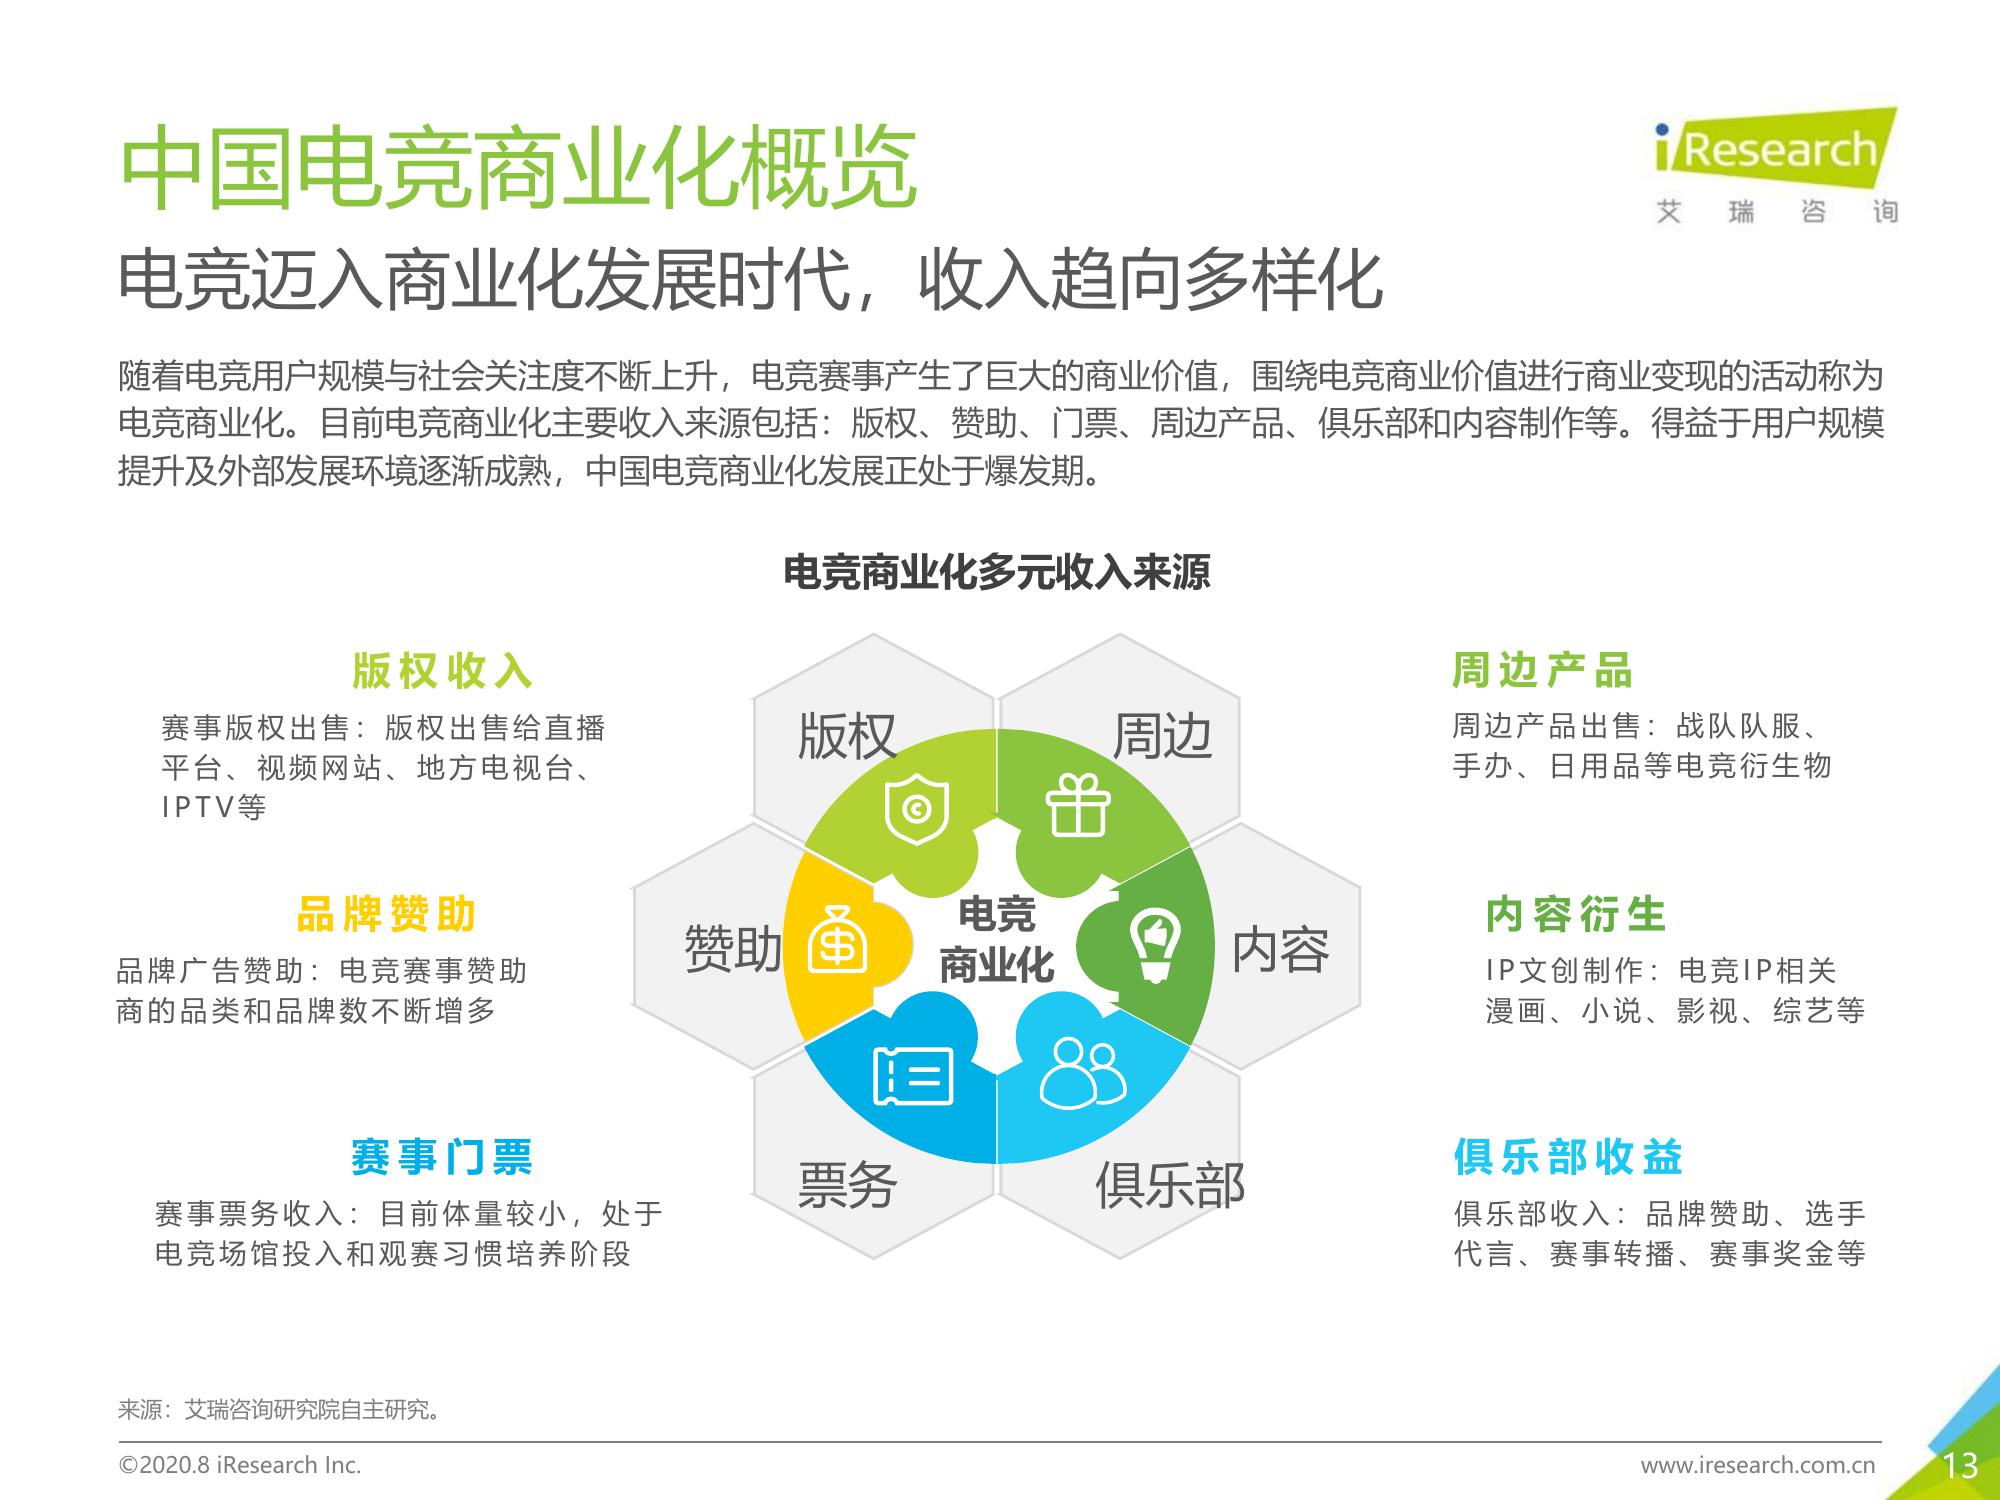 中国电竞商业化概览
iResearch
艾瑞咨询
电竞迈入商业化发展时代，收入趋向多样化
随着电竞用户规模与社会关注度不断上升，电竞赛事产生了巨大的商业价值，围绕电竞商业价值进行商业变现的活动称为
电竞商业化。目前电竞商业化主要收入来源包括：版权、赞助、门票、周边产品、俱乐部和内容制作等。得益于用户规模
提升及外部发展环境逐渐成熟，中国电竞商业化发展正处于爆发期。
电竞商业化多元收入来源
版权收入
赛事版权出售：版权出售给直播
平台、视频网站、地方电视台、
IPTV等
品牌赞助
品牌广告赞助：电竞赛事赞助
商的品类和品牌数不断增多
赛事门票
赛事票务收入：目前体量较小，处于
电竞场馆投入和观赛习惯培养阶段
版权
周边
赞助
电竞
商业化
内容
票务
俱乐部
周边产品
周边产品出售：战队队服、
手办、日用品等电竞衍生物
内容衍生
IP文创制作：电竞IP相关
漫画、小说、影视、综艺等
俱乐部收益
俱乐部收入：品牌赞助、选手
代言、赛事转播、赛事奖金等
来源：艾瑞咨询研究院自主研究。
©2020.8 iResearch Inc.
www.iresearch.com.cn
13